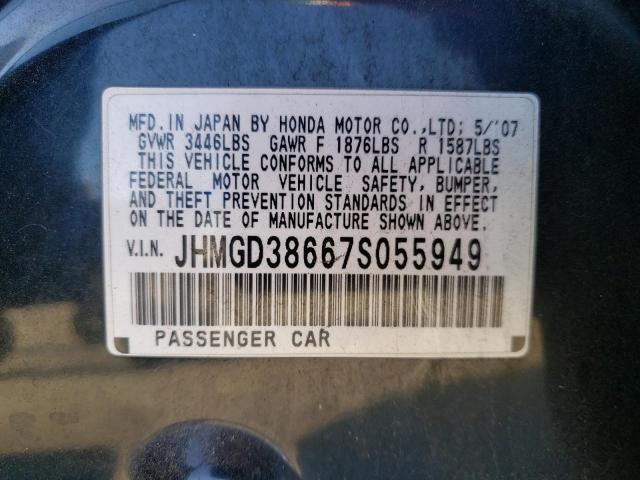 MFD. IN JAPAN BY HONDA MOTOR CO.,LTD; 5/'07
GVWR 3446LBS GAWR F 1876LBS R 1587LBS
THIS VEHICLE CONFORMS TO ALL APPLICABLE
FEDERAL MOTOR VEHICLE SAFETY, BUMPER,
AND THEFT PREVENTION STANDARDS IN EFFECT
ON THE DATE OF MANUFACTURE SHOWN ABOVE.
V.I.N. JHMGD38667S055949
PASSENGER CAR